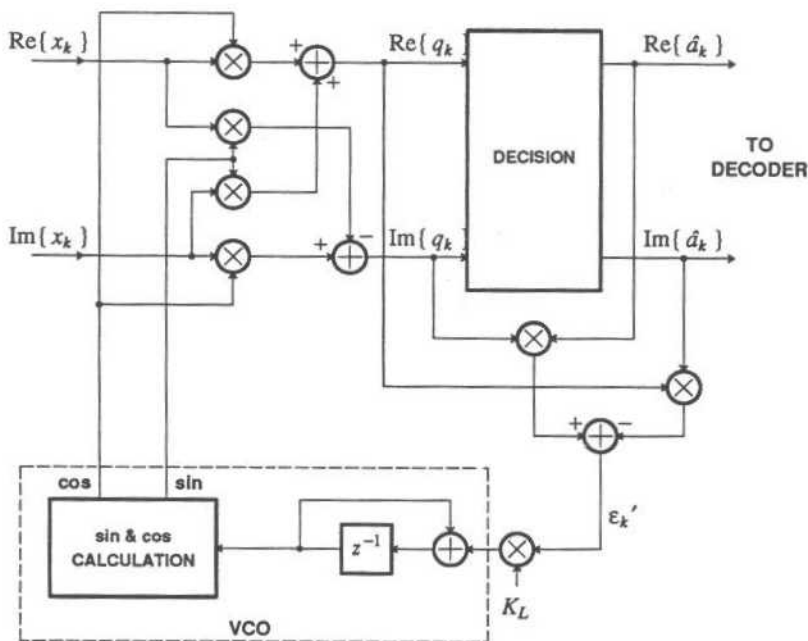 Re{ x_k }
Im{ x_k }
+
+
+
−
Re{ q_k }
Im{ q_k }
DECISION
Re{ â_k }
Im{ â_k }
TO
DECODER
+
−
ε_k′
K_L
z⁻¹
cos
sin
sin & cos
CALCULATION
VCO